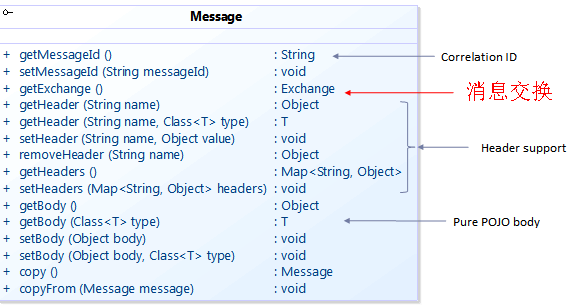 Message
+ getMessageId () : String
+ setMessageId (String messageId) : void
+ getExchange () : Exchange
+ getHeader (String name) : Object
+ getHeader (String name, Class<T> type) : T
+ setHeader (String name, Object value) : void
+ removeHeader (String name) : Object
+ getHeaders () : Map<String, Object>
+ setHeaders (Map<String, Object> headers) : void
+ getBody () : Object
+ getBody (Class<T> type) : T
+ setBody (Object body) : void
+ setBody (Object body, Class<T> type) : void
+ copy () : Message
+ copyFrom (Message message) : void
Correlation ID
消息交换
Header support
Pure POJO body